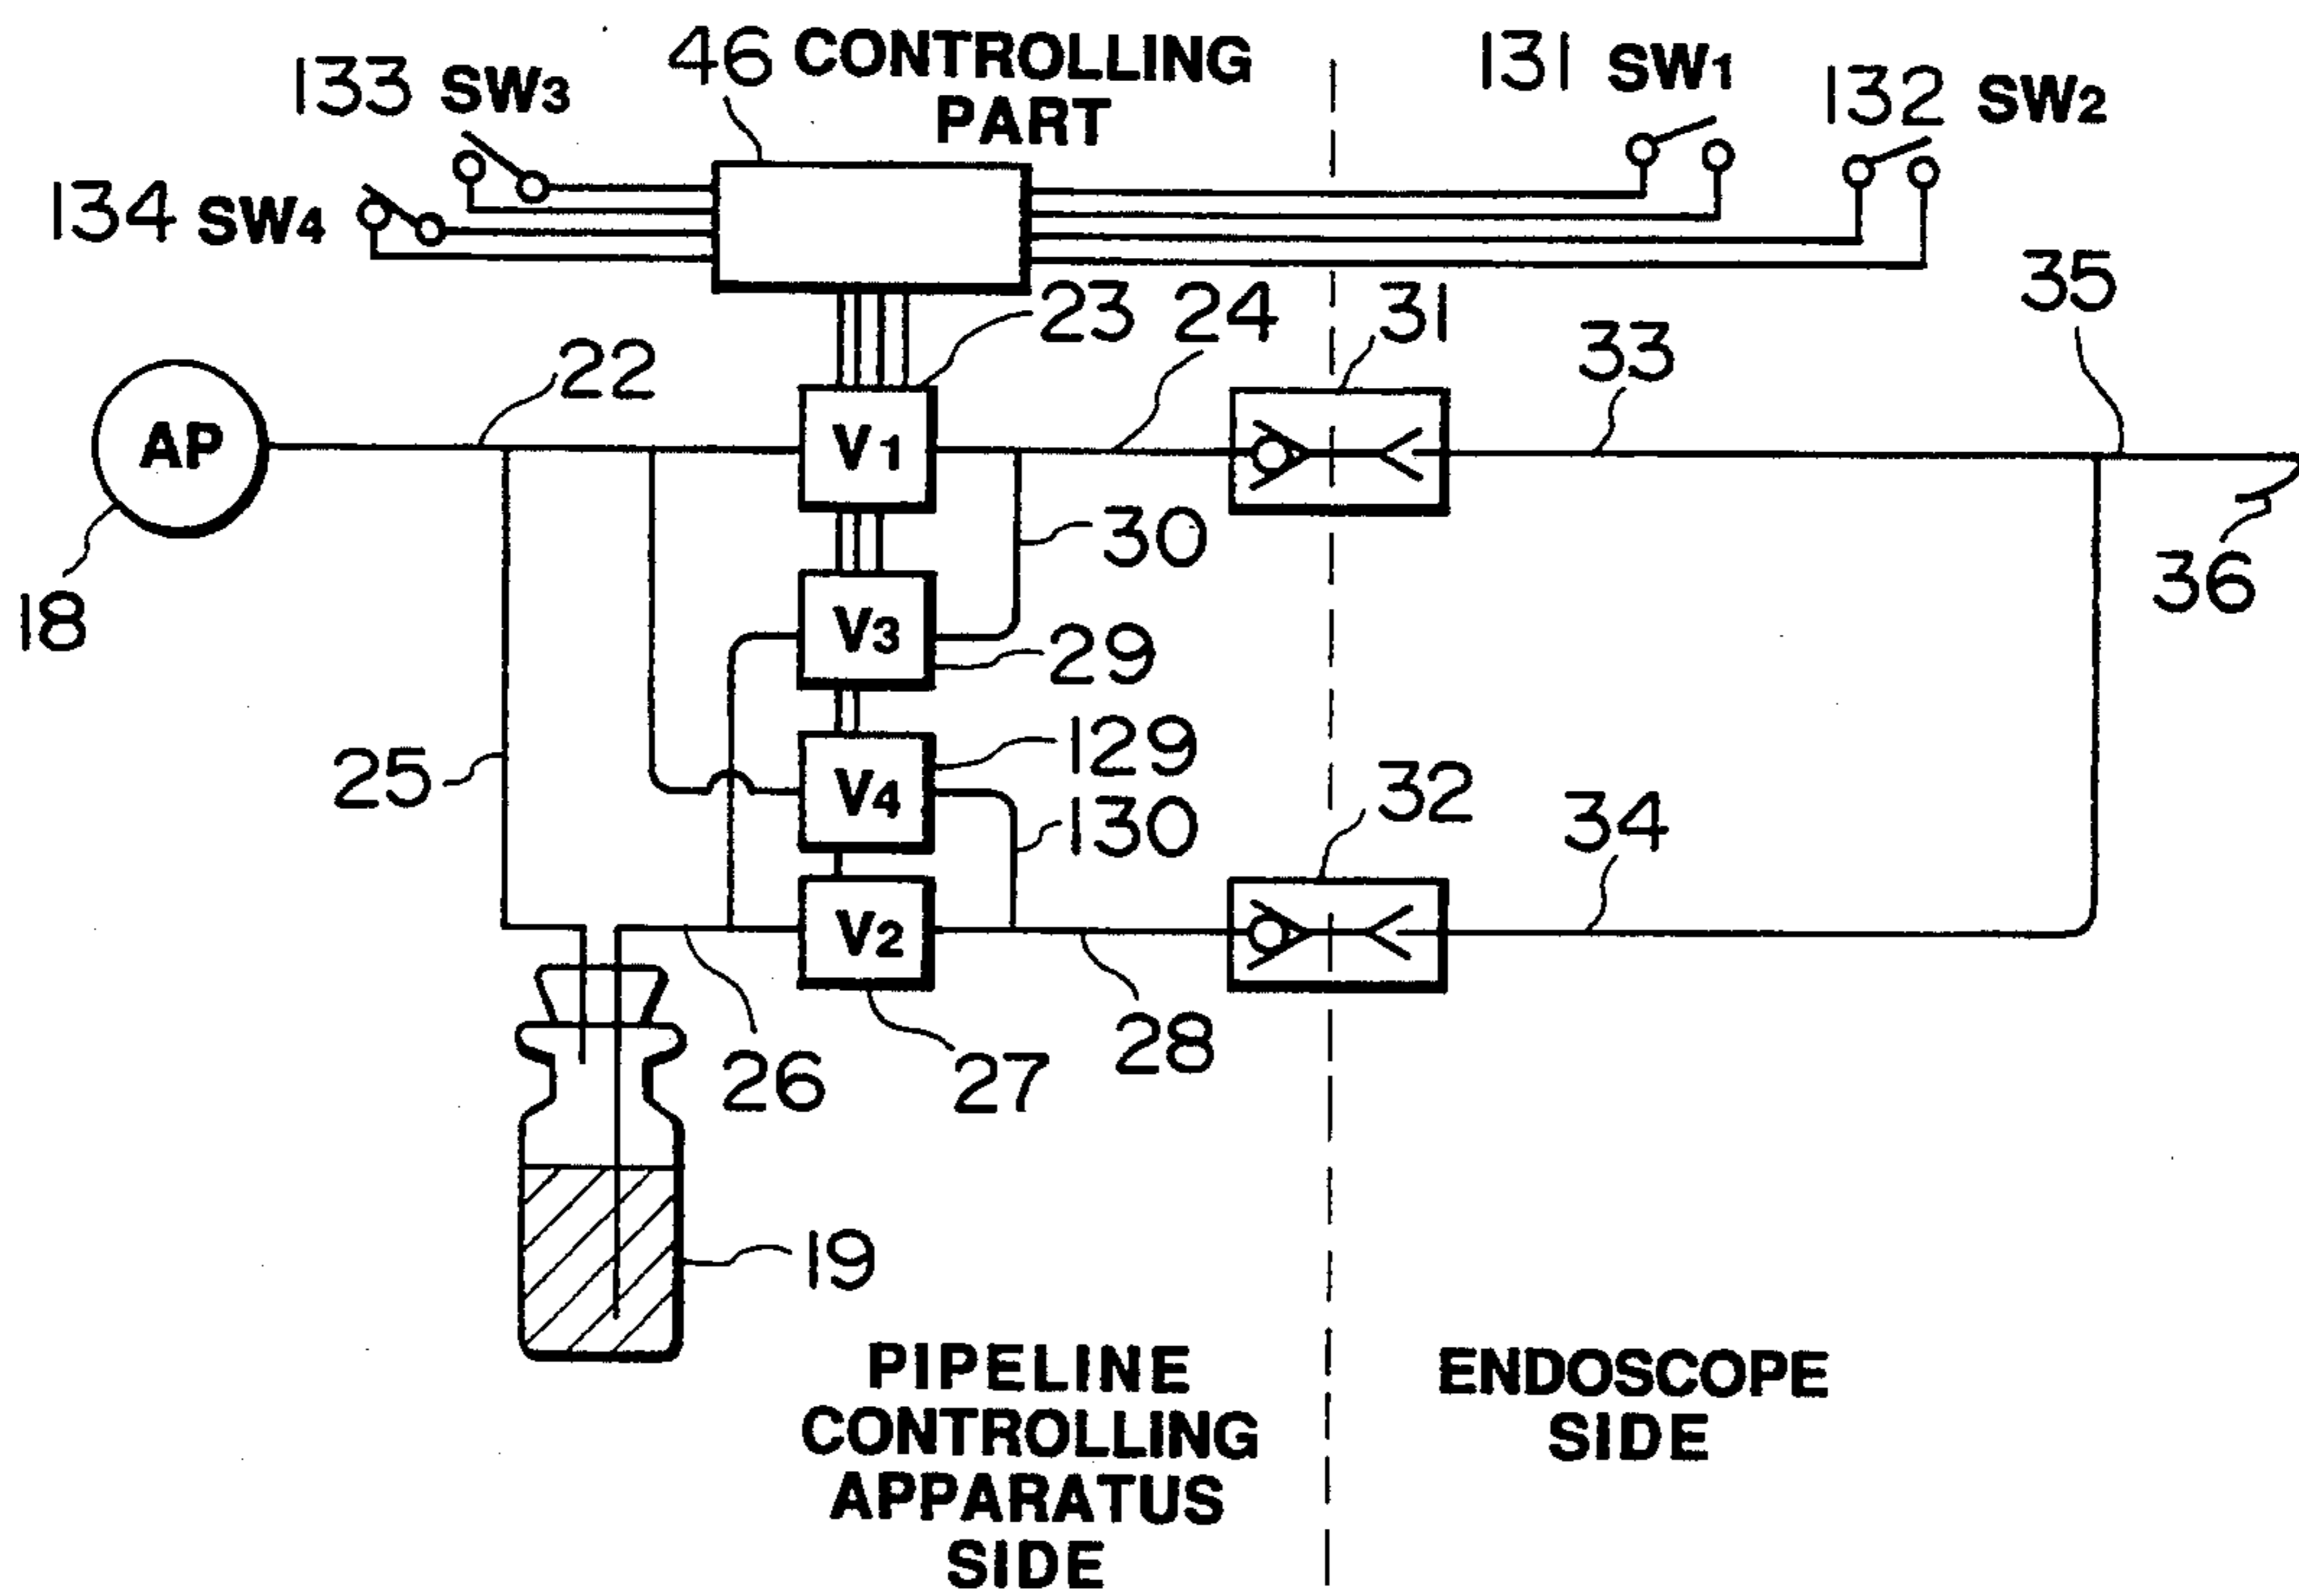 46 CONTROLLING
PART
133 SW3
131 SW1
132 SW2
134 SW4
35
23
24
31
33
22
AP
V1
30
36
18
V3
29
129
25
V4
130
32
34
V2
28
26
27
19
PIPELINE
CONTROLLING
APPARATUS
SIDE
ENDOSCOPE
SIDE